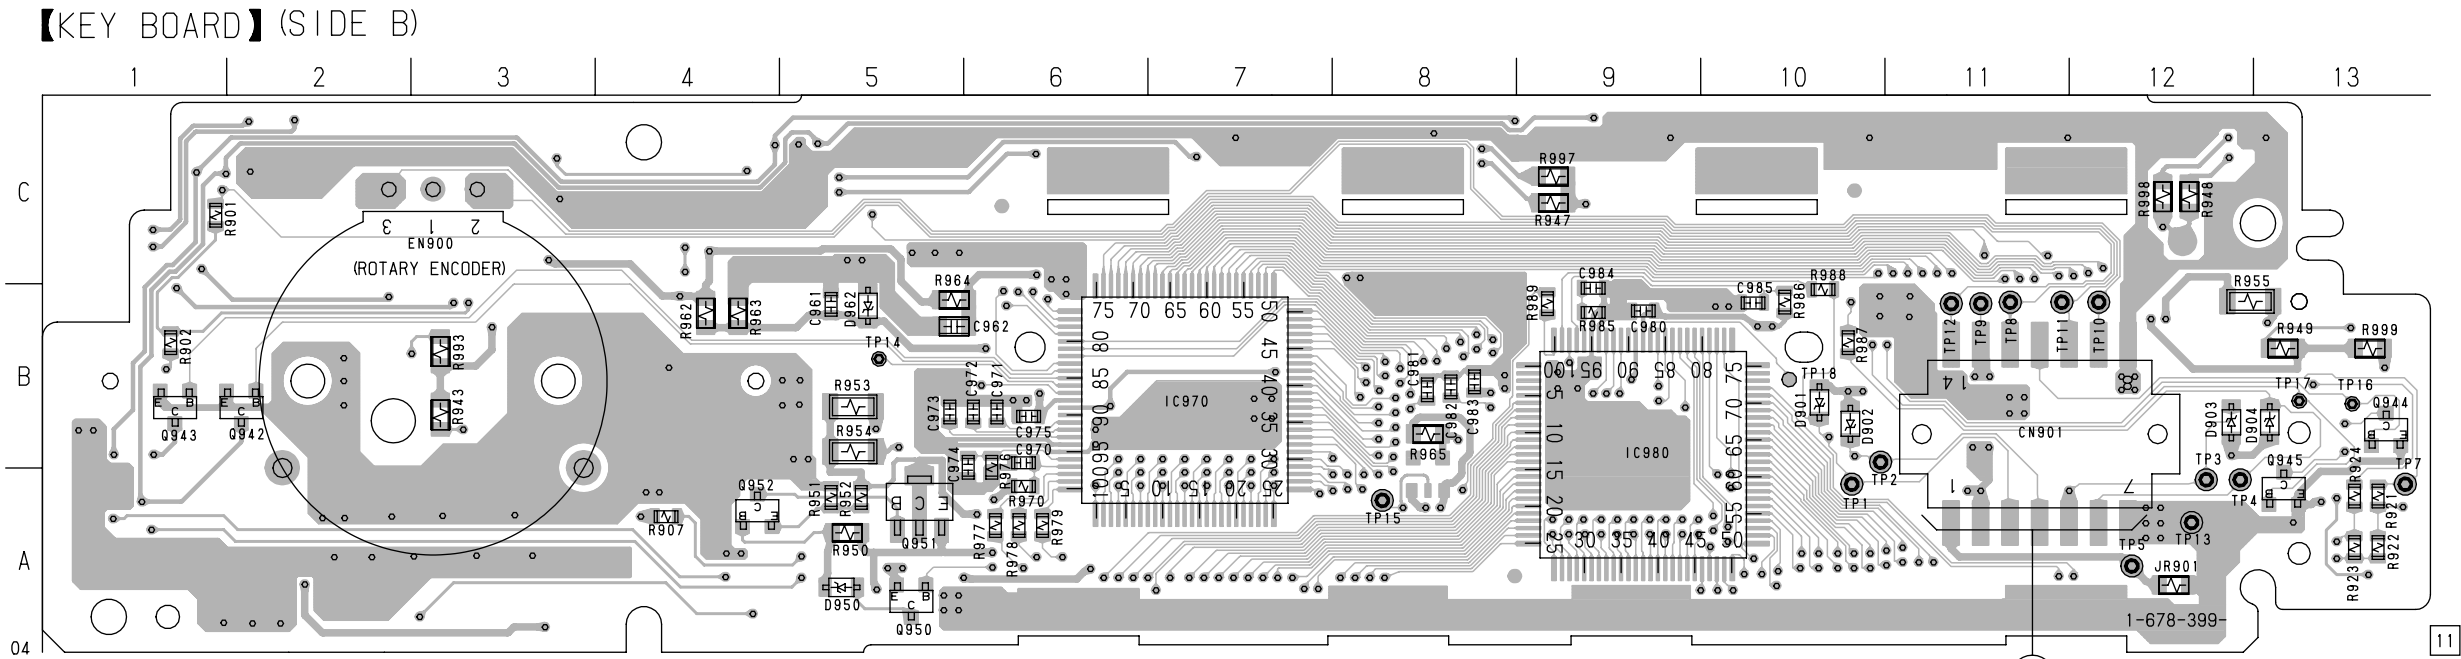 【KEY BOARD】 (SIDE B)
1 2 3 4 5 6 7 8 9 10 11 12 13
C
R997
R901
R998 R948
R947
3 1 2
EN900
(ROTARY ENCODER)
R964 C984 R988 R955
C961 D962 R989 C985 R986
R962 R963 75 70 65 60 55 50
C962 R985 C980 TP12 TP9 TP8 TP11 TP10
R902 R993 TP14 80 45 R987 R949 R999
B
C981 100 95 90 85 80 75 TP18 14 TP17 TP16
R953 C972 C971 85 40 5 70 D901 Q944
E B C E B C IC970
Q943 Q942 R943 C973 90 35 C982 C983 D902 D903 D904
R954 C975 10 65 CN901
C970 95 30 R965 15 IC980 60
C974 R976 100 TP3 Q945 R924 TP7
Q952 R951 R952 R970 1 5 10 15 20 25 20 TP2 1 7
TP15 TP1 TP4 R921
R907 B C E R977 R978 R979 55 TP13
R950 Q951 25 30 35 40 45 50
A
TP5 R923 R922
D950 E C B JR901
Q950 1-678-399-
04 11